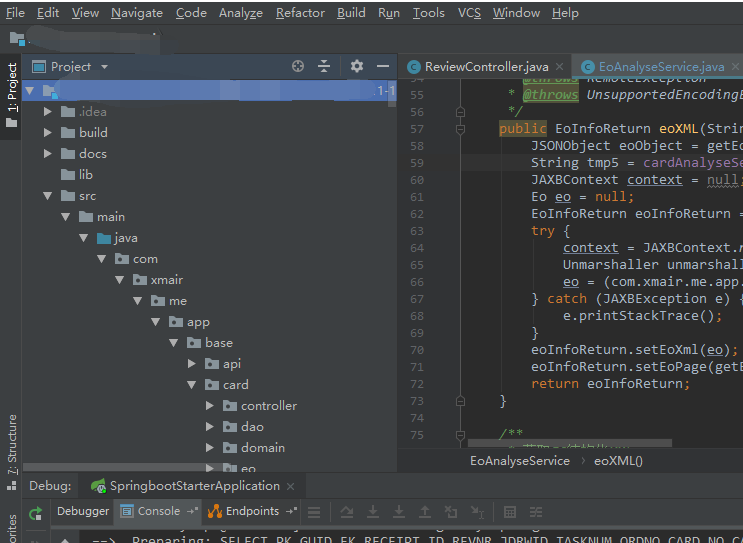 File Edit View Navigate Code Analyze Refactor Build Run Tools VCS Window Help
1: Project
7: Structure
Project
1-1
.idea
build
docs
lib
src
main
java
com
xmair
me
app
base
api
card
controller
dao
domain
eo
ReviewController.java EoAnalyseService.java
54 * @throws RemoteException
55 * @throws UnsupportedEncodingE
56 */
57 public EoInfoReturn eoXML(Strin
58 JSONObject eoObject = getEo
59 String tmp5 = cardAnalyseSe
60 JAXBContext context = null;
61 Eo eo = null;
62 EoInfoReturn eoInfoReturn =
63 try {
64 context = JAXBContext.n
65 Unmarshaller unmarshall
66 eo = (com.xmair.me.app.
67 } catch (JAXBException e) {
68 e.printStackTrace();
69 }
70 eoInfoReturn.setEoXml(eo);
71 eoInfoReturn.setEoPage(getE
72 return eoInfoReturn;
73 }
74
75 /**
EoAnalyseService › eoXML()
Debug: SpringbootStarterApplication
Debugger Console Endpoints
==> Preparing: SELECT PK_GUID,FK_RECEIPT_ID,REVNR,JDRWID,TASKNUM,ORDNO,CARD_NO,CA